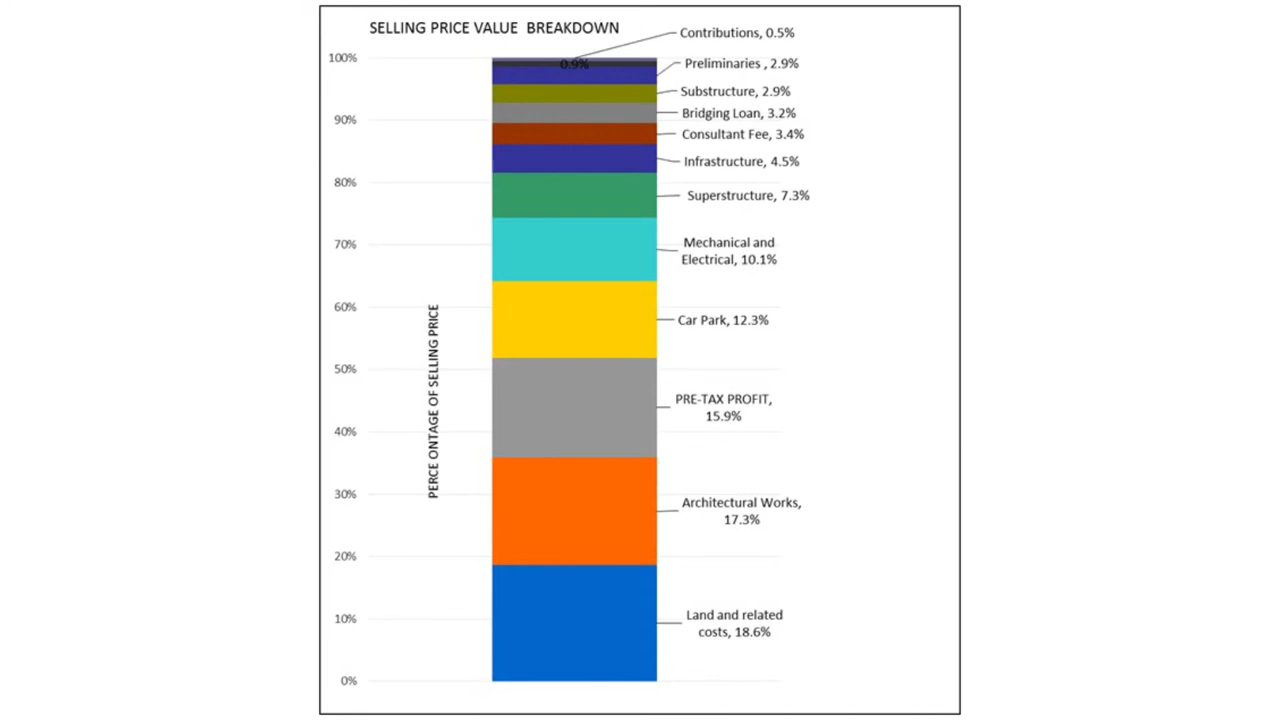 SELLING PRICE VALUE  BREAKDOWN
Contributions, 0.5%
100%
0.9%
Preliminaries , 2.9%
Substructure, 2.9%
Bridging Loan, 3.2%
90%
Consultant Fee, 3.4%
Infrastructure, 4.5%
80%
Superstructure, 7.3%
70%
Mechanical and
Electrical, 10.1%
60%
Car Park, 12.3%
PERCE ONTAGE OF SELLING PRICE
50%
PRE-TAX PROFIT,
15.9%
40%
30%
Architectural Works,
17.3%
20%
10%
Land and related
costs, 18.6%
0%